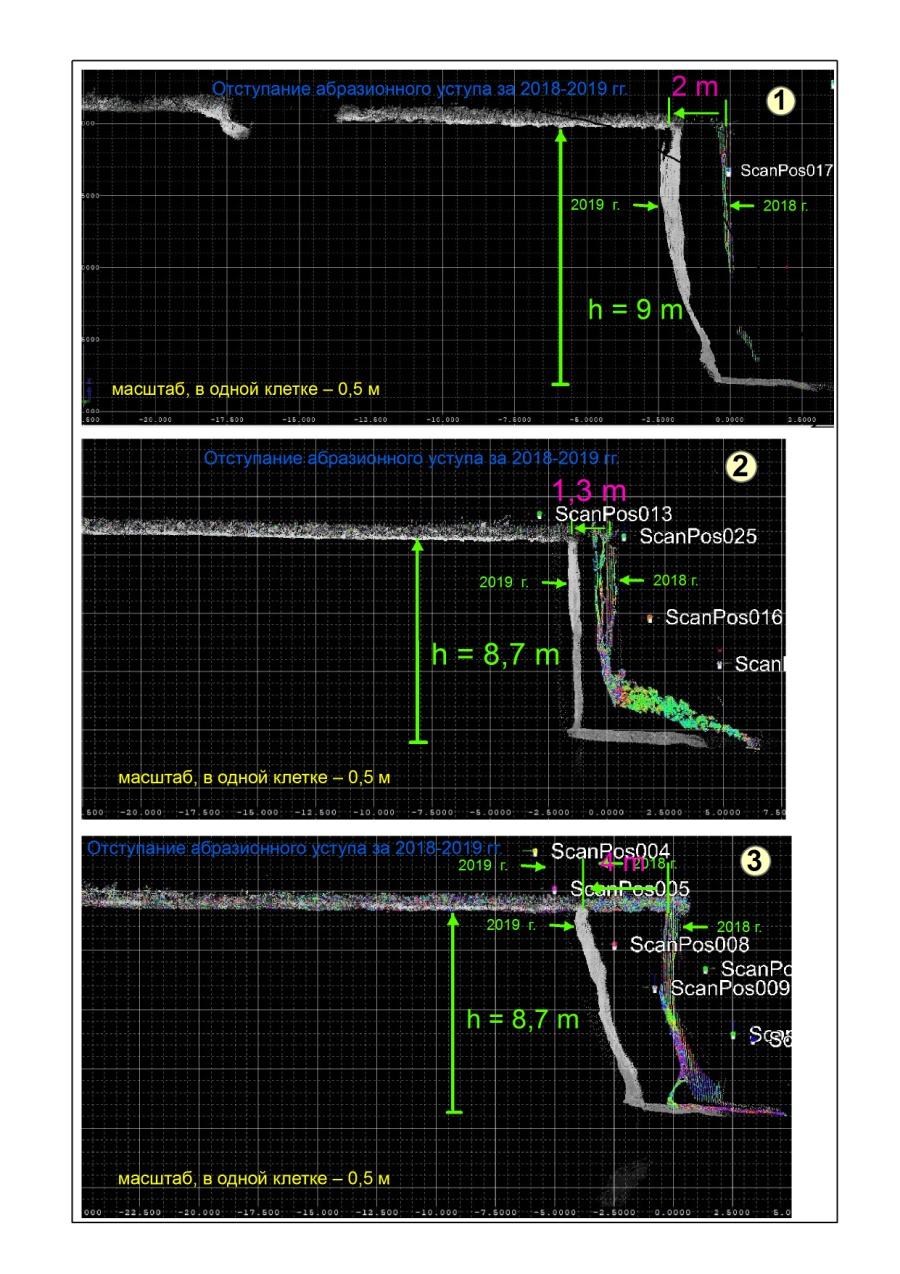 Отступание абразионного уступа за 2018-2019 гг.
2 m
1
ScanPos017
2019 г.
2018 г.
h = 9 m
масштаб, в одной клетке – 0,5 м
-20.000 -17.500 -15.000 -12.500 -10.000 -7.5000 -5.0000 -2.5000 0.0000 2.5000
Отступание абразионного уступа за 2018-2019 гг.
2
1,3 m
ScanPos013
ScanPos025
2019 г.
2018 г.
ScanPos016
h = 8,7 m
масштаб, в одной клетке – 0,5 м
-20.000 -17.500 -15.000 -12.500 -10.000 -7.5000 -5.0000 -2.5000 0.0000 2.5000 5.0000
Отступание абразионного уступа за 2018-2019 гг.
ScanPos004
3
2019 г.
4 m
2018 г.
ScanPos005
2019 г.
2018 г.
ScanPos008
ScanPos009
h = 8,7 m
масштаб, в одной клетке – 0,5 м
-22.500 -20.000 -17.500 -15.000 -12.500 -10.000 -7.5000 -5.0000 -2.5000 0.0000 2.5000